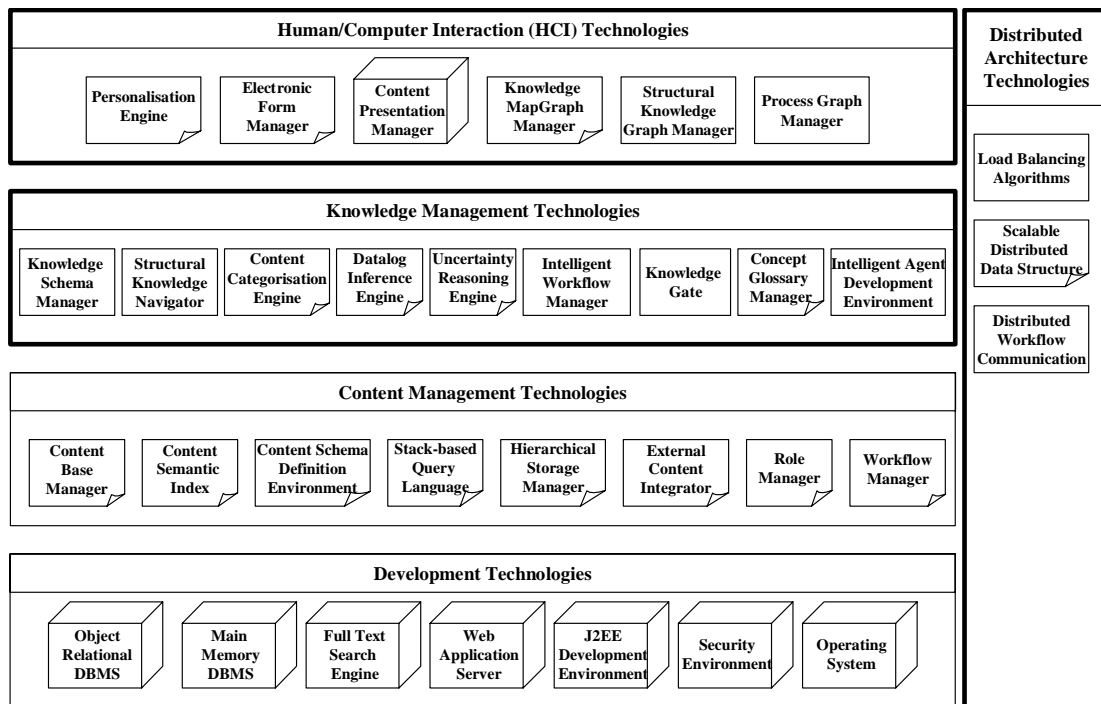 Human/Computer Interaction (HCI) Technologies
Personalisation
Engine
Electronic
Form
Manager
Content
Presentation
Manager
Knowledge
MapGraph
Manager
Structural
Knowledge
Graph Manager
Process Graph
Manager
Knowledge Management Technologies
Knowledge
Schema
Manager
Structural
Knowledge
Navigator
Content
Categorisation
Engine
Datalog
Inference
Engine
Uncertainty
Reasoning
Engine
Intelligent
Workflow
Manager
Knowledge
Gate
Concept
Glossary
Manager
Intelligent Agent
Development
Environment
Content Management Technologies
Content
Base
Manager
Content
Semantic
Index
Content Schema
Definition
Environment
Stack-based
Query
Language
Hierarchical
Storage
Manager
External
Content
Integrator
Role
Manager
Workflow
Manager
Development Technologies
Object
Relational
DBMS
Main
Memory
DBMS
Full Text
Search
Engine
Web
Application
Server
J2EE
Development
Environment
Security
Environment
Operating
System
Distributed
Architecture
Technologies
Load Balancing
Algorithms
Scalable
Distributed
Data Structure
Distributed
Workflow
Communication